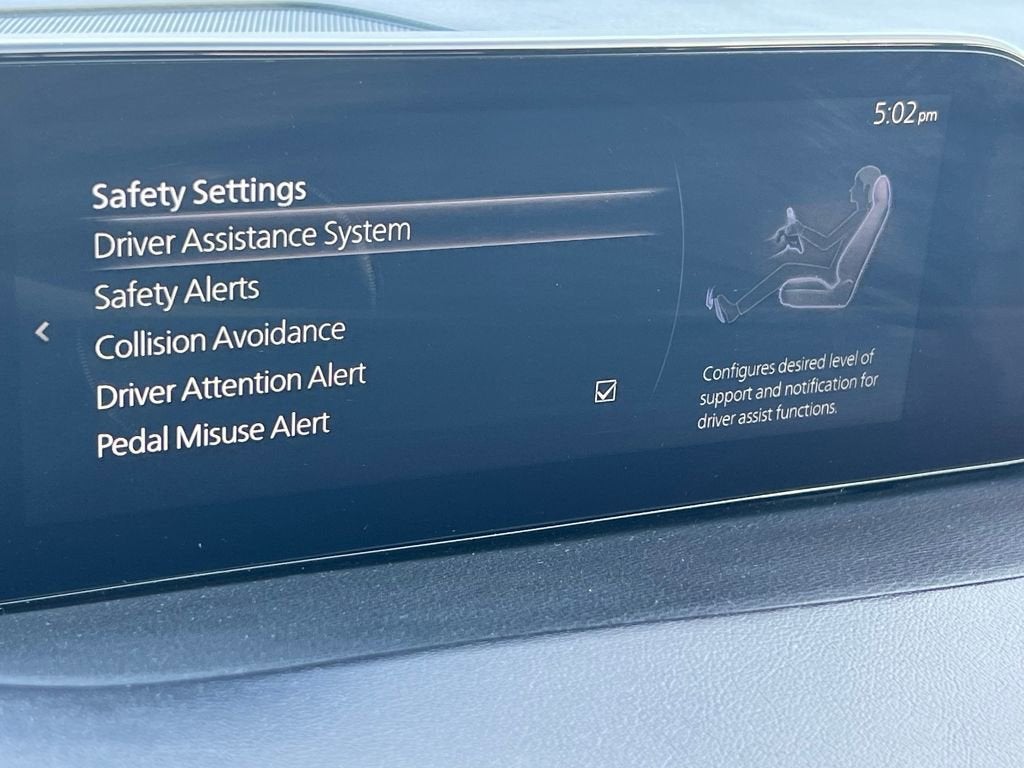 5:02pm
Safety Settings
Driver Assistance System
Safety Alerts
Collision Avoidance
Driver Attention Alert
Pedal Misuse Alert
Configures desired level of
support and notification for
driver assist functions.